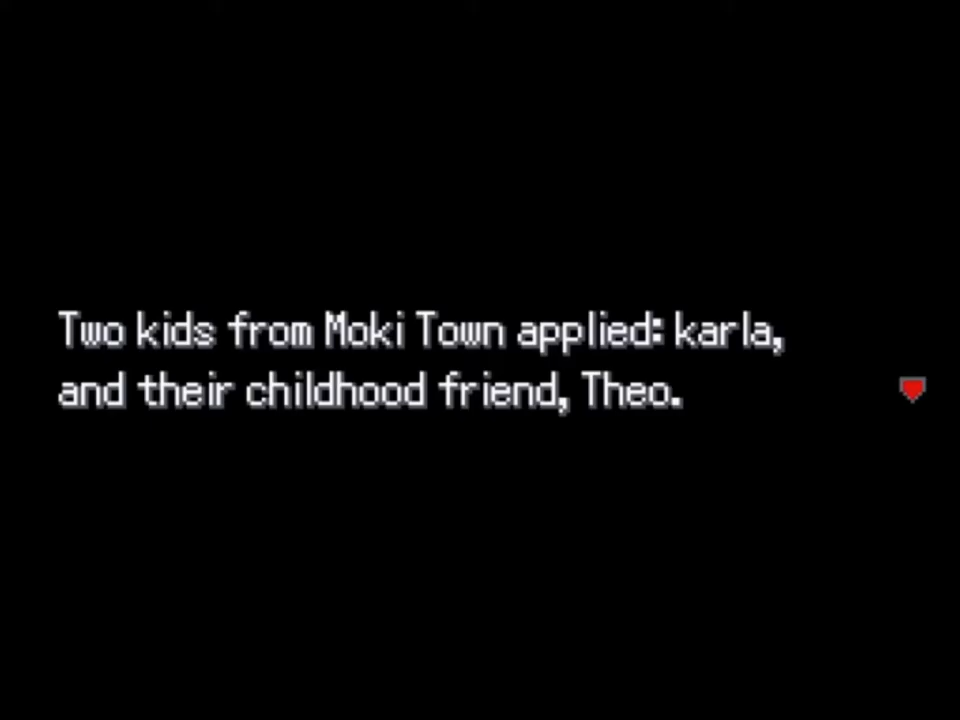 Two kids from Moki Town applied: karla,
and their childhood friend, Theo.